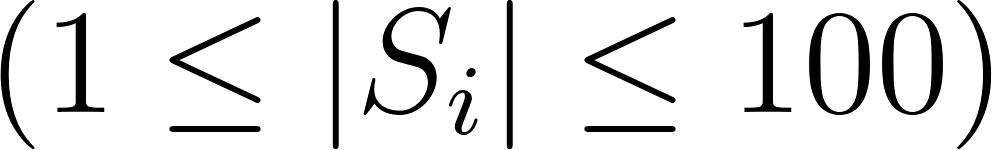 (1 ≤ |S_i| ≤ 100)